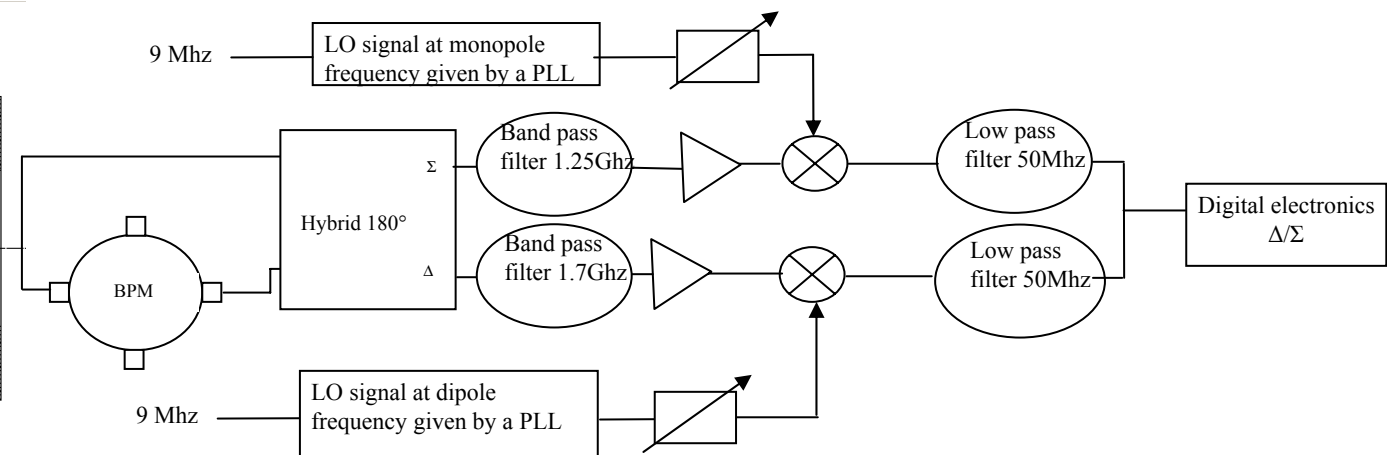 9 Mhz
LO signal at monopole
frequency given by a PLL
Band pass
filter 1.25Ghz
Low pass
filter 50Mhz
Σ
Hybrid 180°
Δ
BPM
Band pass
filter 1.7Ghz
Low pass
filter 50Mhz
Digital electronics
Δ/Σ
9 Mhz
LO signal at dipole
frequency given by a PLL